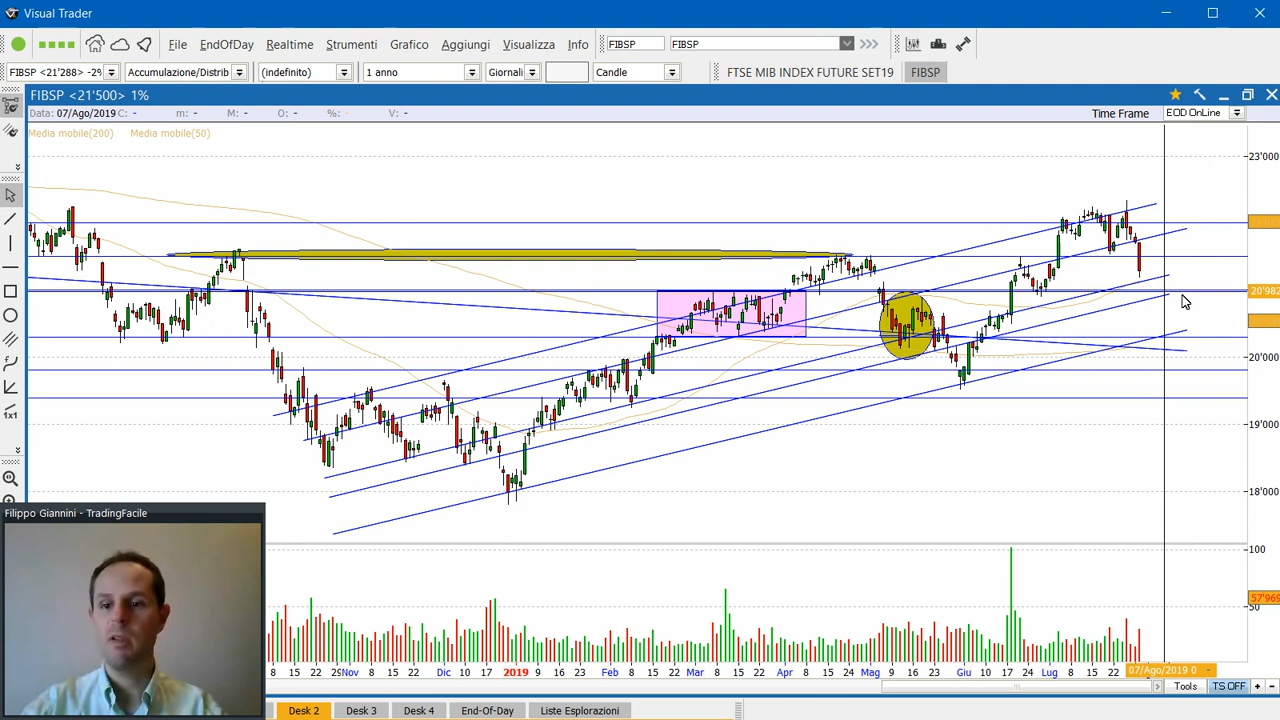 Visual Trader
File EndOfDay Realtime Strumenti Grafico Aggiungi Visualizza Info FIBSP FIBSP
FIBSP <21'288> -29 Accumulazione/Distrib (indefinito) 1 anno Giornali Candle FTSE MIB INDEX FUTURE SET19 FIBSP
FIBSP <21'500> 1%
Data: 07/Ago/2019 C: - m: - M: - O: - %: - V: - Time Frame EOD OnLine
Media mobile(200) Media mobile(50)
23'000
20'982
20'000
x1
19'000
18'000
Filippo Giannini - TradingFacile
100
57'969
50
8 15 22 29 Nov 8 15 22 Dic 27 2019 9 16 22 Feb 8 15 22 Mar 8 15 22 Apr 8 15 24 Mag 9 16 23 Giu 10 17 24 Lug 8 15 22 07/Ago/2019 0 -
Tools TS OFF + -
Desk 2 Desk 3 Desk 4 End-Of-Day Liste Esplorazioni